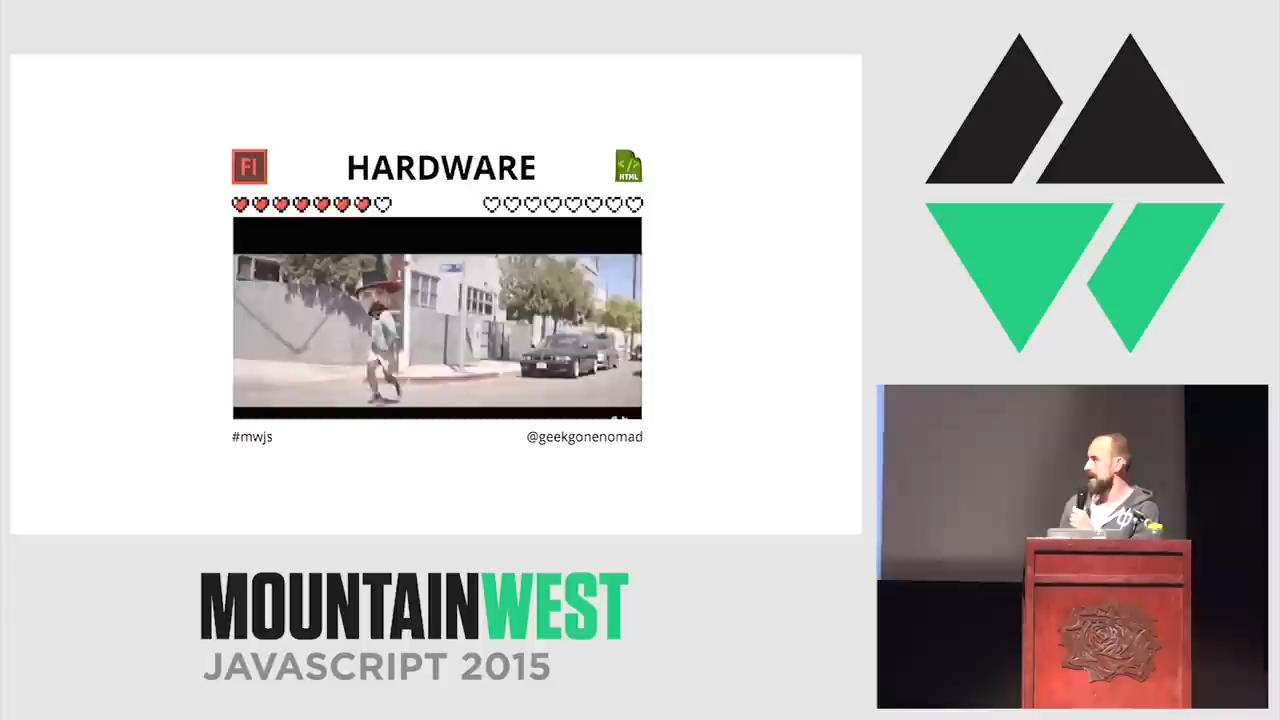 Fl
HARDWARE
</>
HTML
#mwjs
@geekgonenomad
MOUNTAINWEST
JAVASCRIPT 2015